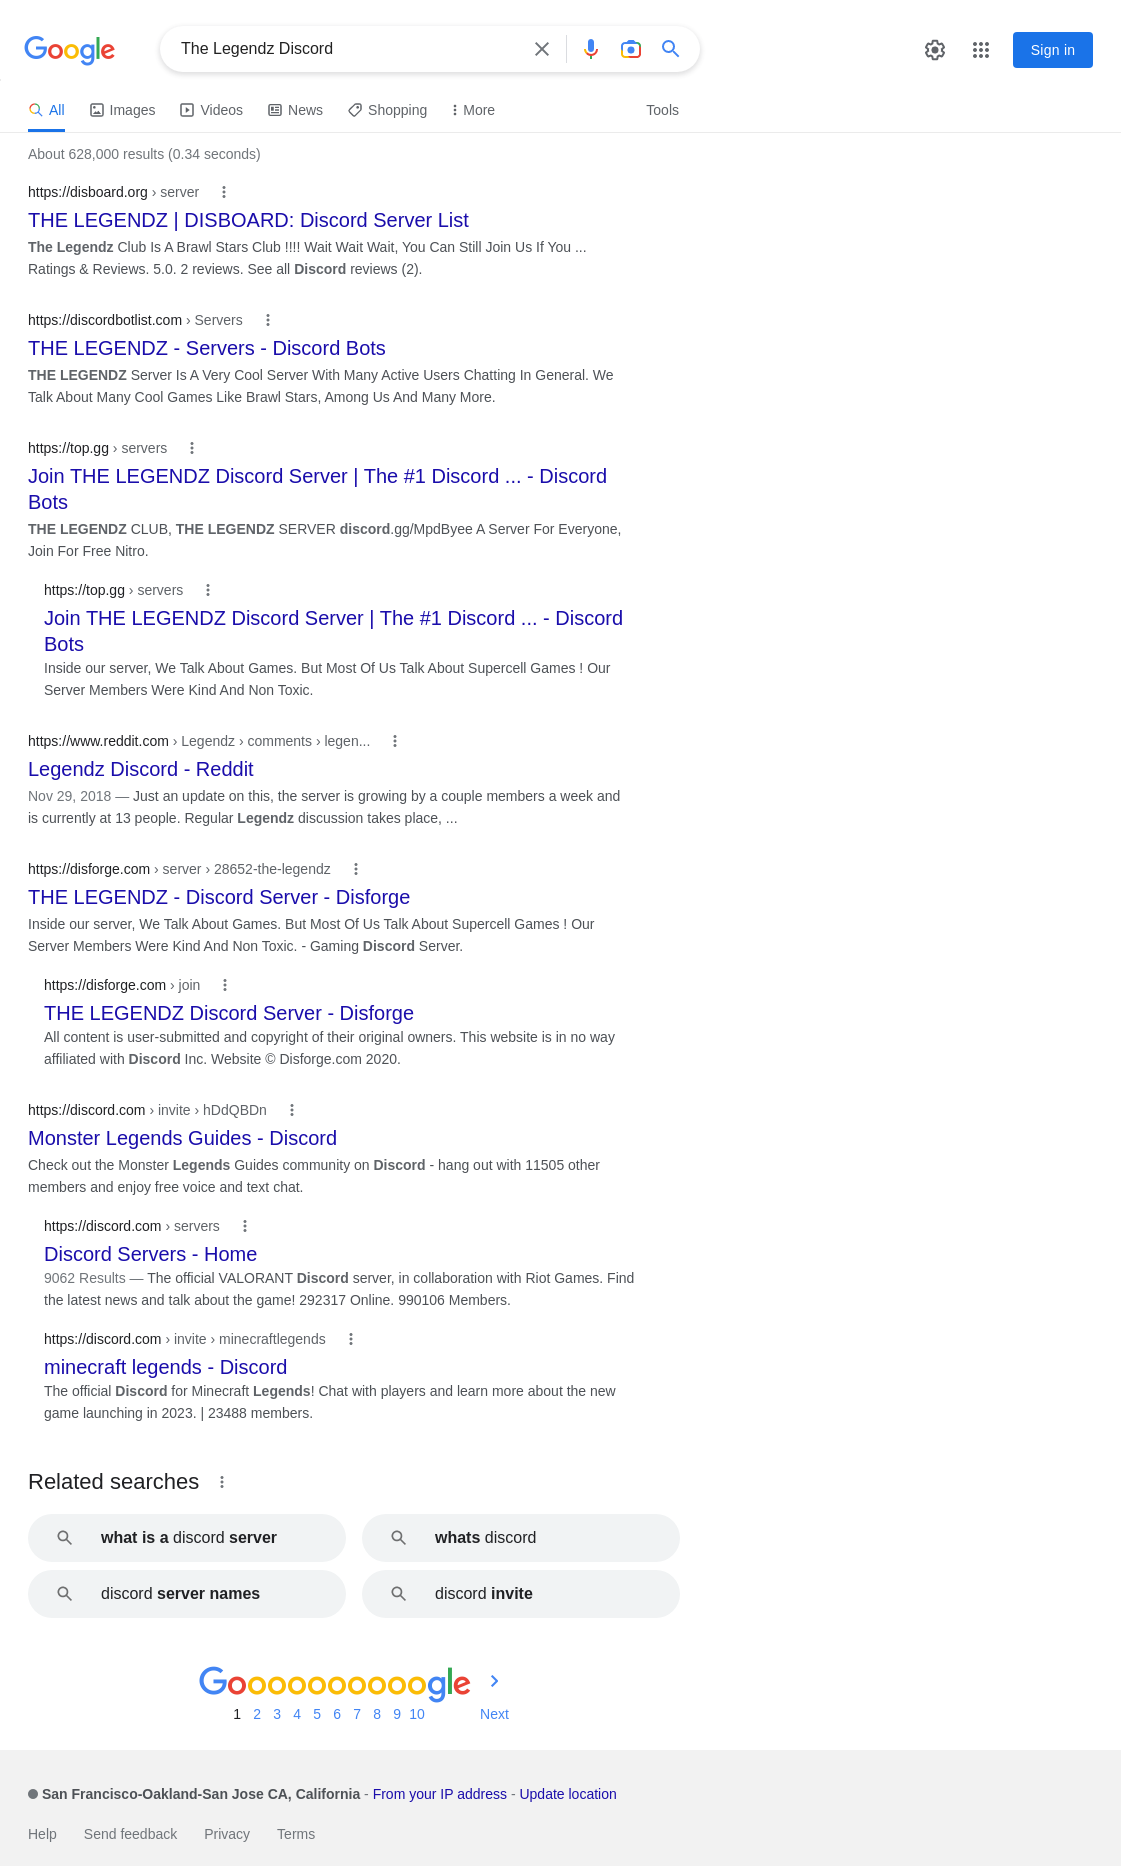 Google
The Legendz Discord
Sign in
All Images Videos News Shopping More Tools
About 628,000 results (0.34 seconds)
https://disboard.org › server
THE LEGENDZ | DISBOARD: Discord Server List
The Legendz Club Is A Brawl Stars Club !!!! Wait Wait Wait, You Can Still Join Us If You ...
Ratings & Reviews. 5.0. 2 reviews. See all Discord reviews (2).
https://discordbotlist.com › Servers
THE LEGENDZ - Servers - Discord Bots
THE LEGENDZ Server Is A Very Cool Server With Many Active Users Chatting In General. We
Talk About Many Cool Games Like Brawl Stars, Among Us And Many More.
https://top.gg › servers
Join THE LEGENDZ Discord Server | The #1 Discord ... - Discord
Bots
THE LEGENDZ CLUB, THE LEGENDZ SERVER discord.gg/MpdByee A Server For Everyone,
Join For Free Nitro.
https://top.gg › servers
Join THE LEGENDZ Discord Server | The #1 Discord ... - Discord
Bots
Inside our server, We Talk About Games. But Most Of Us Talk About Supercell Games ! Our
Server Members Were Kind And Non Toxic.
https://www.reddit.com › Legendz › comments › legen...
Legendz Discord - Reddit
Nov 29, 2018 — Just an update on this, the server is growing by a couple members a week and
is currently at 13 people. Regular Legendz discussion takes place, ...
https://disforge.com › server › 28652-the-legendz
THE LEGENDZ - Discord Server - Disforge
Inside our server, We Talk About Games. But Most Of Us Talk About Supercell Games ! Our
Server Members Were Kind And Non Toxic. - Gaming Discord Server.
https://disforge.com › join
THE LEGENDZ Discord Server - Disforge
All content is user-submitted and copyright of their original owners. This website is in no way
affiliated with Discord Inc. Website © Disforge.com 2020.
https://discord.com › invite › hDdQBDn
Monster Legends Guides - Discord
Check out the Monster Legends Guides community on Discord - hang out with 11505 other
members and enjoy free voice and text chat.
https://discord.com › servers
Discord Servers - Home
9062 Results — The official VALORANT Discord server, in collaboration with Riot Games. Find
the latest news and talk about the game! 292317 Online. 990106 Members.
https://discord.com › invite › minecraftlegends
minecraft legends - Discord
The official Discord for Minecraft Legends! Chat with players and learn more about the new
game launching in 2023. | 23488 members.
Related searches
what is a discord server
whats discord
discord server names
discord invite
Goooooooooogle
1 2 3 4 5 6 7 8 9 10 Next
San Francisco-Oakland-San Jose CA, California - From your IP address - Update location
Help Send feedback Privacy Terms